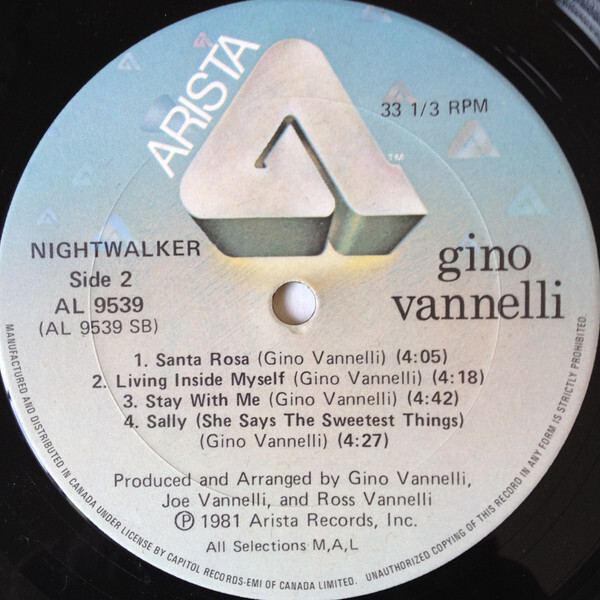 ARISTA
33 1/3 RPM
TM
NIGHTWALKER
Side 2
AL 9539
(AL 9539 SB)
gino
vannelli
1. Santa Rosa (Gino Vannelli) (4:05)
2. Living Inside Myself (Gino Vannelli) (4:18)
3. Stay With Me (Gino Vannelli) (4:42)
4. Sally (She Says The Sweetest Things)
(Gino Vannelli) (4:27)
Produced and Arranged by Gino Vannelli,
Joe Vannelli, and Ross Vannelli
Ⓟ 1981 Arista Records, Inc.
All Selections M,A,L
MANUFACTURED AND DISTRIBUTED IN CANADA UNDER LICENSE BY CAPITOL RECORDS-EMI OF CANADA LIMITED. UNAUTHORIZED COPYING OF THIS RECORD IN ANY FORM IS STRICTLY PROHIBITED.